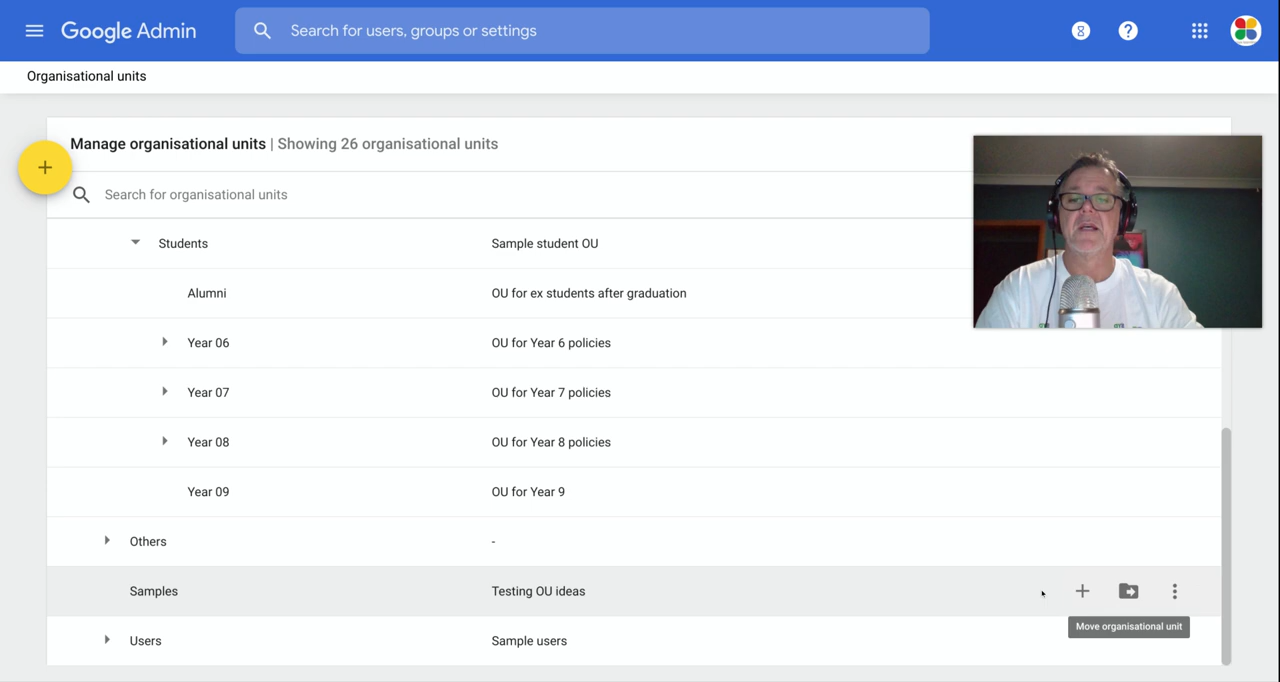 Google Admin
Search for users, groups or settings
Organisational units
Manage organisational units | Showing 26 organisational units
Search for organisational units
Students Sample student OU
Alumni OU for ex students after graduation
Year 06 OU for Year 6 policies
Year 07 OU for Year 7 policies
Year 08 OU for Year 8 policies
Year 09 OU for Year 9
Others -
Samples Testing OU ideas
Move organisational unit
Users Sample users